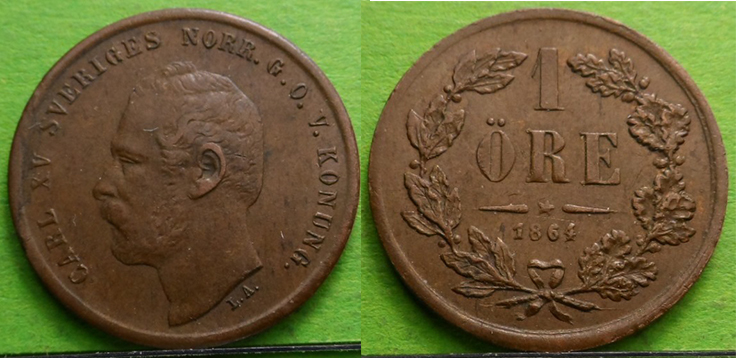 CARL XV SVERIGES NORR. G. O. V. KONUNG.
L.A.
1
ÖRE
1864